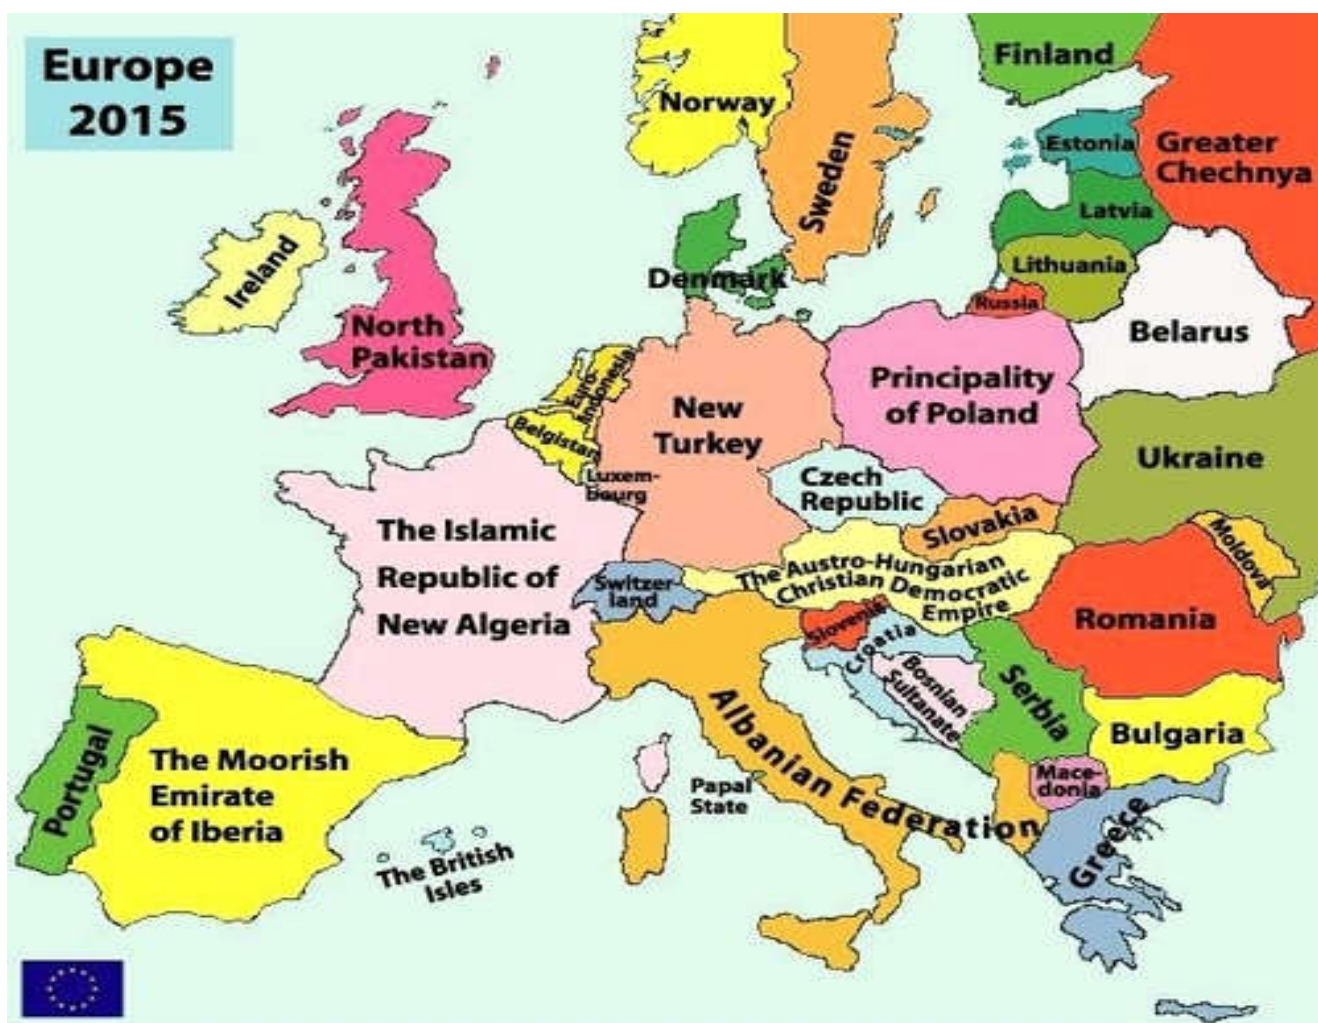 Europe
2015
Norway
Sweden
Finland
Estonia
Greater
Chechnya
Latvia
Lithuania
Russia
Belarus
Denmark
Ireland
North
Pakistan
Euro-
Indonesia
Belgistan
Luxem-
bourg
New
Turkey
Principality
of Poland
Ukraine
Czech
Republic
Slovakia
Moldova
The Islamic
Republic of
New Algeria
Switzer
land
The Austro-Hungarian
Christian Democratic
Empire
Romania
Slovenia
Croatia
Bosnian
Sultanate
Serbia
Bulgaria
Portugal
The Moorish
Emirate
of Iberia
The British
Isles
Papal
State
Albanian Federation
Mace-
donia
Greece